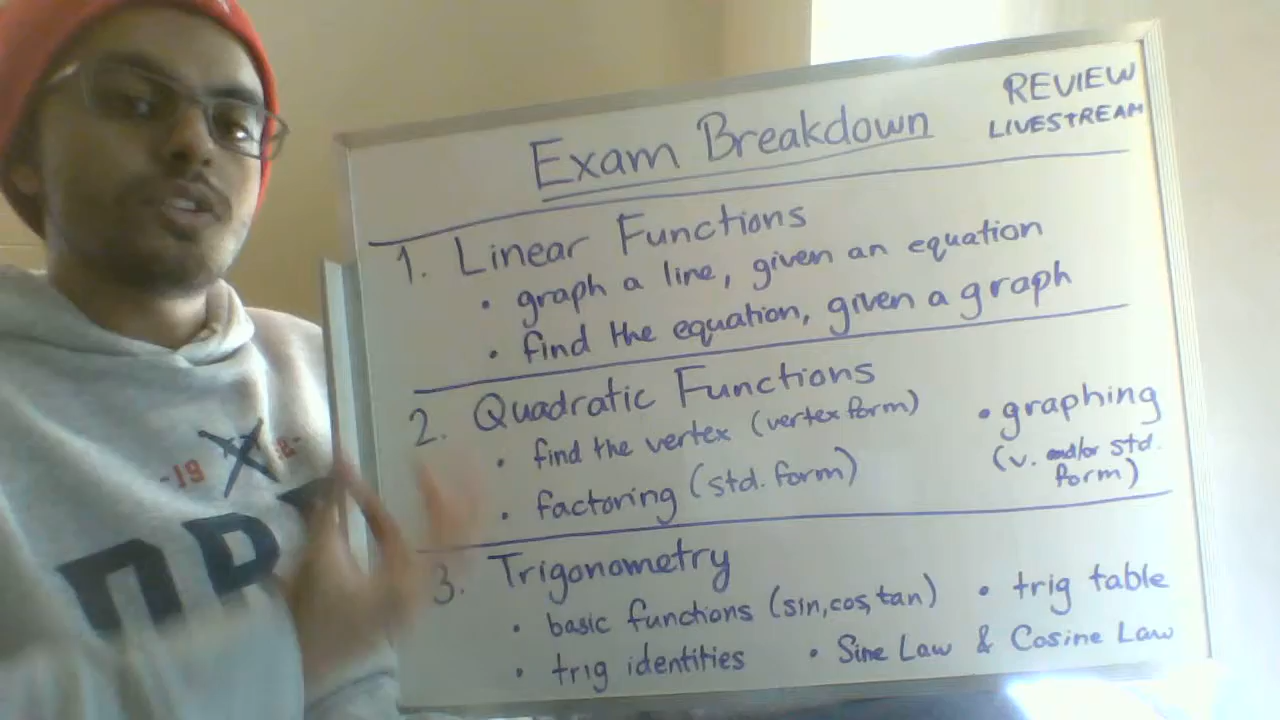 REVIEW
LIVESTREAM
Exam Breakdown
1. Linear Functions
• graph a line, given an equation
• find the equation, given a graph
2. Quadratic Functions
• find the vertex (vertex form)
• factoring (std. form)
• graphing
(v. and/or std.
form)
3. Trigonometry
• basic functions (sin, cos, tan)
• trig identities
• trig table
• Sine Law & Cosine Law
-19